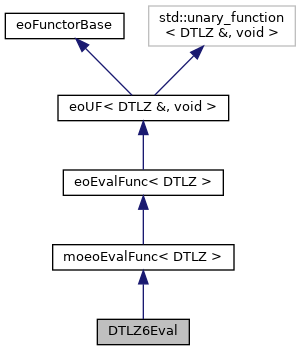 eoFunctorBase
std::unary_function
< DTLZ &, void >
eoUF< DTLZ &, void >
eoEvalFunc< DTLZ >
moeoEvalFunc< DTLZ >
DTLZ6Eval